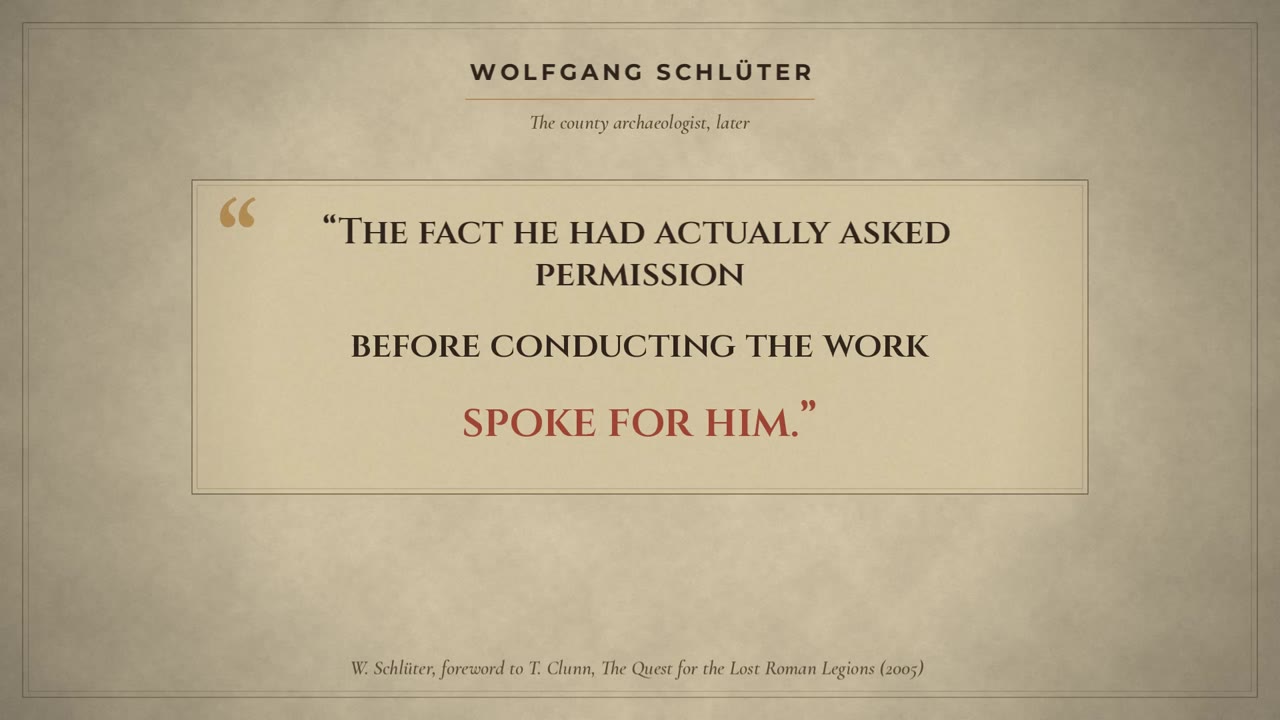 WOLFGANG SCHLÜTER
The county archaeologist, later
“
“The fact he had actually asked
permission
before conducting the work
spoke for him.”
W. Schlüter, foreword to T. Clunn, The Quest for the Lost Roman Legions (2005)